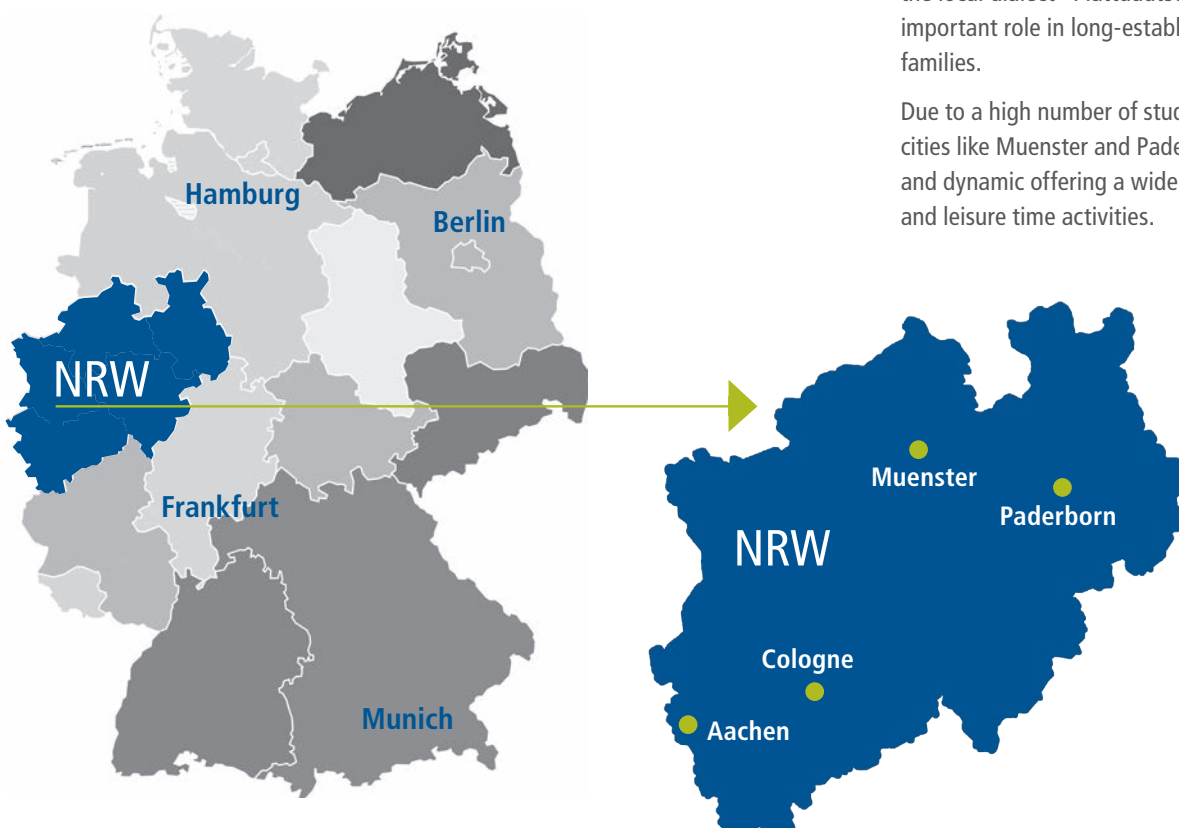 important role in long-establ
families.
Due to a high number of stud
cities like Muenster and Pade
and dynamic offering a wide
and leisure time activities.
Hamburg
Berlin
NRW
Frankfurt
Munich
Muenster
Paderborn
NRW
Cologne
Aachen